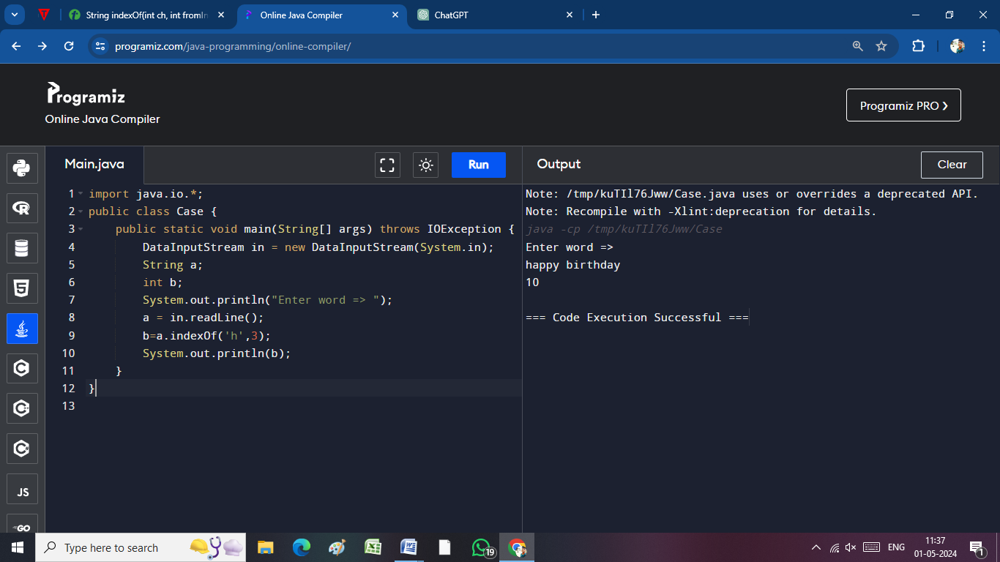 String indexOf(int ch, int fromIn
Online Java Compiler
ChatGPT
programiz.com/java-programming/online-compiler/
Programiz
Online Java Compiler
Programiz PRO ❯
Main.java
Run
Output
Clear
1 import java.io.*;
2 public class Case {
3 public static void main(String[] args) throws IOException {
4 DataInputStream in = new DataInputStream(System.in);
5 String a;
6 int b;
7 System.out.println("Enter word => ");
8 a = in.readLine();
9 b=a.indexOf('h',3);
10 System.out.println(b);
11 }
12 }
13
Note: /tmp/kuTIl76Jww/Case.java uses or overrides a deprecated API.
Note: Recompile with -Xlint:deprecation for details.
java -cp /tmp/kuTIl76Jww/Case
Enter word =>
happy birthday
10
=== Code Execution Successful ===
JS
GO
Type here to search
19
ENG
11:37
01-05-2024
1